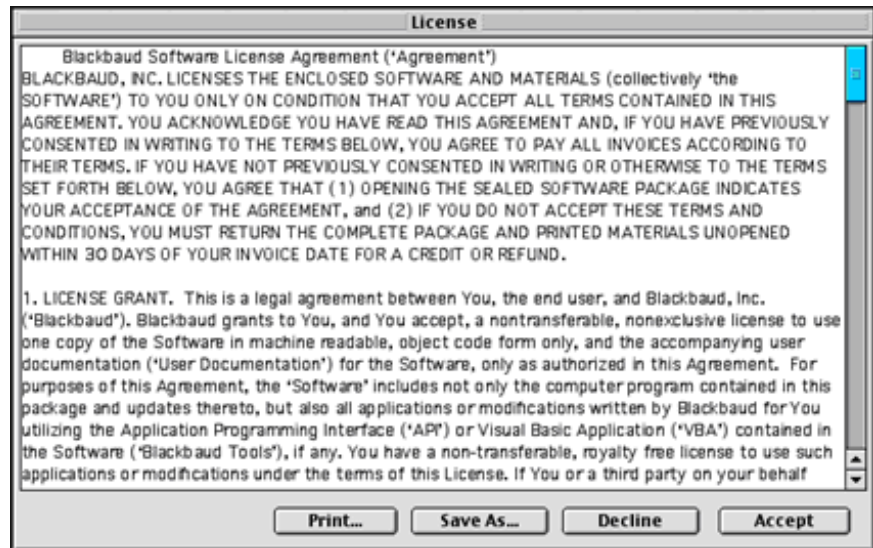 License
Blackbaud Software License Agreement ('Agreement')
BLACKBAUD, INC. LICENSES THE ENCLOSED SOFTWARE AND MATERIALS (collectively 'the
SOFTWARE') TO YOU ONLY ON CONDITION THAT YOU ACCEPT ALL TERMS CONTAINED IN THIS
AGREEMENT. YOU ACKNOWLEDGE YOU HAVE READ THIS AGREEMENT AND, IF YOU HAVE PREVIOUSLY
CONSENTED IN WRITING TO THE TERMS BELOW, YOU AGREE TO PAY ALL INVOICES ACCORDING TO
THEIR TERMS. IF YOU HAVE NOT PREVIOUSLY CONSENTED IN WRITING OR OTHERWISE TO THE TERMS
SET FORTH BELOW, YOU AGREE THAT (1) OPENING THE SEALED SOFTWARE PACKAGE INDICATES
YOUR ACCEPTANCE OF THE AGREEMENT, and (2) IF YOU DO NOT ACCEPT THESE TERMS AND
CONDITIONS, YOU MUST RETURN THE COMPLETE PACKAGE AND PRINTED MATERIALS UNOPENED
WITHIN 30 DAYS OF YOUR INVOICE DATE FOR A CREDIT OR REFUND.
1. LICENSE GRANT. This is a legal agreement between You, the end user, and Blackbaud, Inc.
('Blackbaud'). Blackbaud grants to You, and You accept, a nontransferable, nonexclusive license to use
one copy of the Software in machine readable, object code form only, and the accompanying user
documentation ('User Documentation') for the Software, only as authorized in this Agreement. For
purposes of this Agreement, the 'Software' includes not only the computer program contained in this
package and updates thereto, but also all applications or modifications written by Blackbaud for You
utilizing the Application Programming Interface ('API') or Visual Basic Application ('VBA') contained in
the Software ('Blackbaud Tools'), if any. You have a non-transferable, royalty free license to use such
applications or modifications under the terms of this License. If You or a third party on your behalf
Print... Save As... Decline Accept